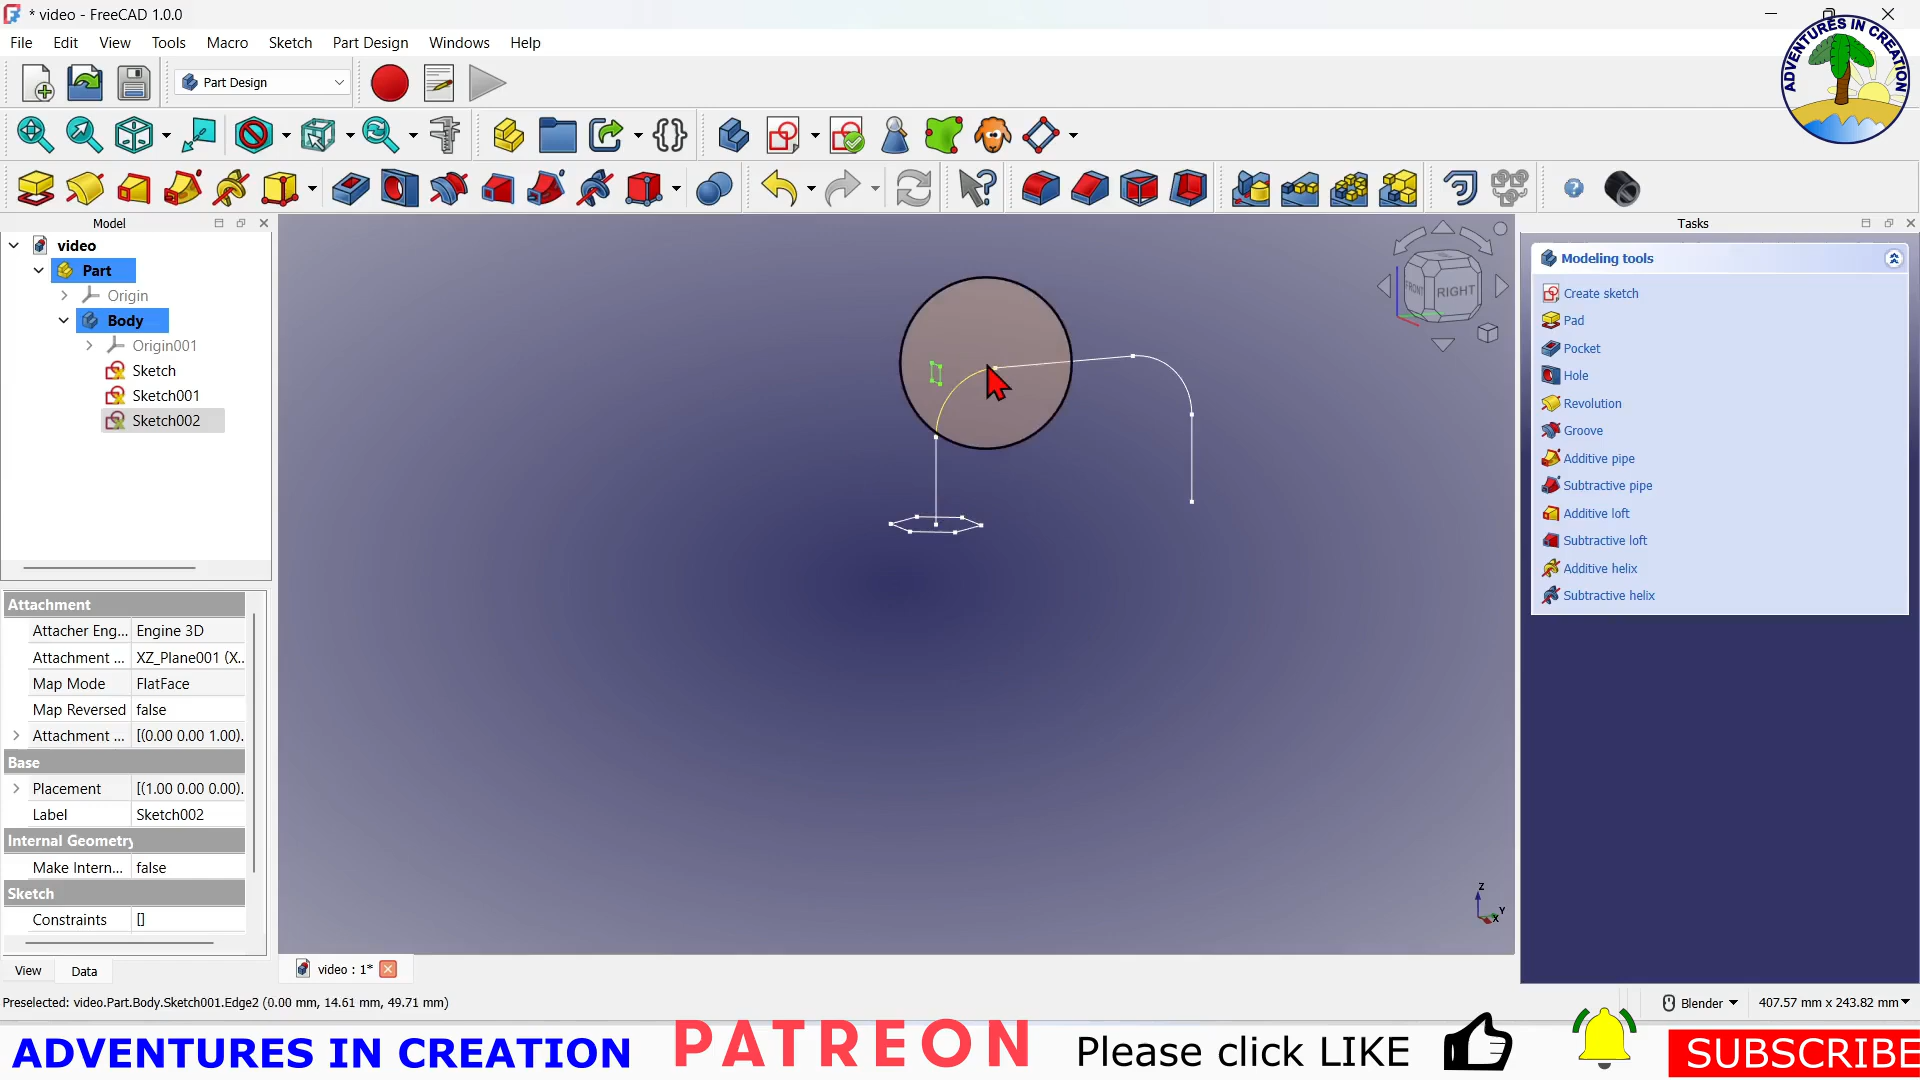 * video - FreeCAD 1.0.0
ADVENTURES IN CREATION
File Edit View Tools Macro Sketch Part Design Windows Help
Part Design
Model
Tasks
video
Part
Origin
Body
Origin001
Sketch
Sketch001
Sketch002
FRONT RIGHT
Modeling tools
Create sketch
Pad
Pocket
Hole
Revolution
Groove
Additive pipe
Subtractive pipe
Additive loft
Subtractive loft
Additive helix
Subtractive helix
Attachment
Attacher Eng... Engine 3D
Attachment ... XZ_Plane001 (X..
Map Mode FlatFace
Map Reversed false
Attachment ... [(0.00 0.00 1.00).
Base
Placement [(1.00 0.00 0.00).
Label Sketch002
Internal Geometry
Make Intern... false
Sketch
Constraints []
Z
Y
X
View Data
video : 1*
Preselected: video.Part.Body.Sketch001.Edge2 (0.00 mm, 14.61 mm, 49.71 mm)
Blender
407.57 mm x 243.82 mm
ADVENTURES IN CREATION PATREON Please click LIKE SUBSCRIBE